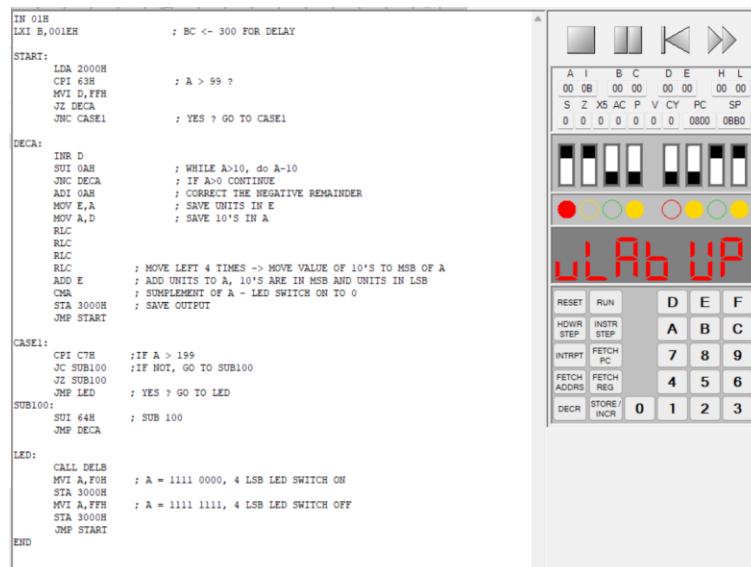 IN 01H
LXI B,001EH ; BC <- 300 FOR DELAY
START:
LDA 2000H
CPI 63H ; A > 99 ?
MVI D,FFH
JZ DECA
JNC CASE1 ; YES ? GO TO CASE1
DECA:
INR D
SUI 0AH ; WHILE A>10, do A-10
JNC DECA ; IF A>0 CONTINUE
ADI 0AH ; CORRECT THE NEGATIVE REMAINDER
MOV E,A ; SAVE UNITS IN E
MOV A,D ; SAVE 10'S IN A
RLC
RLC
RLC
RLC ; MOVE LEFT 4 TIMES -> MOVE VALUE OF 10'S TO MSB OF A
ADD E ; ADD UNITS TO A, 10'S ARE IN MSB AND UNITS IN LSB
CMA ; SUMPLEMENT OF A - LED SWITCH ON TO 0
STA 3000H ; SAVE OUTPUT
JMP START
CASE1:
CPI C7H ;IF A > 199
JC SUB100 ;IF NOT, GO TO SUB100
JZ SUB100
JMP LED ; YES ? GO TO LED
SUB100:
SUI 64H ; SUB 100
JMP DECA
LED:
CALL DELB
MVI A,F0H ; A = 1111 0000, 4 LSB LED SWITCH ON
STA 3000H
MVI A,FFH ; A = 1111 1111, 4 LSB LED SWITCH OFF
STA 3000H
JMP START
END
A I B C D E H L
00 0B 00 00 00 00 00 00
S Z X5 AC P V CY PC SP
0 0 0 0 0 0 0 0800 0BB0
uLAb UP
RESET RUN D E F
HDWR STEP INSTR STEP A B C
INTRPT FETCH PC 7 8 9
FETCH ADDRS FETCH REG 4 5 6
DECR STORE/ INCR 0 1 2 3